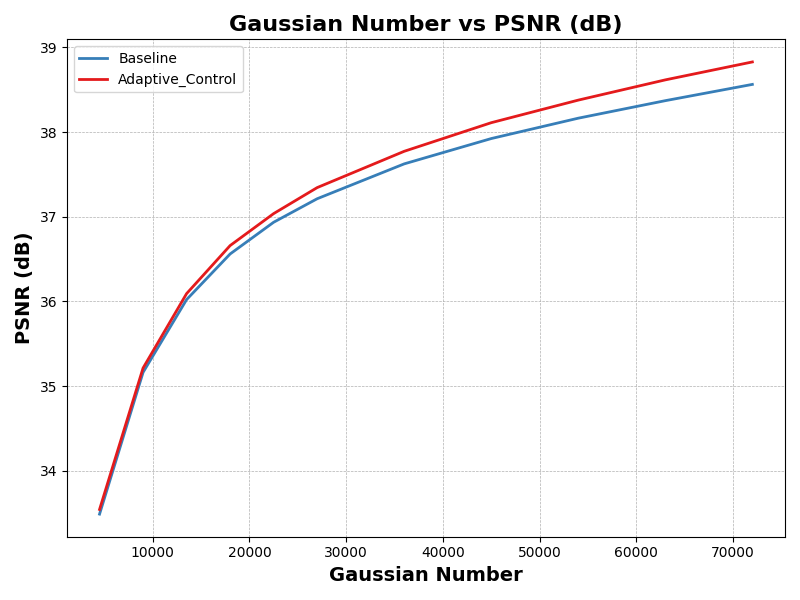 Gaussian Number vs PSNR (dB)
Baseline
Adaptive_Control
PSNR (dB)
39
38
37
36
35
34
10000 20000 30000 40000 50000 60000 70000
Gaussian Number